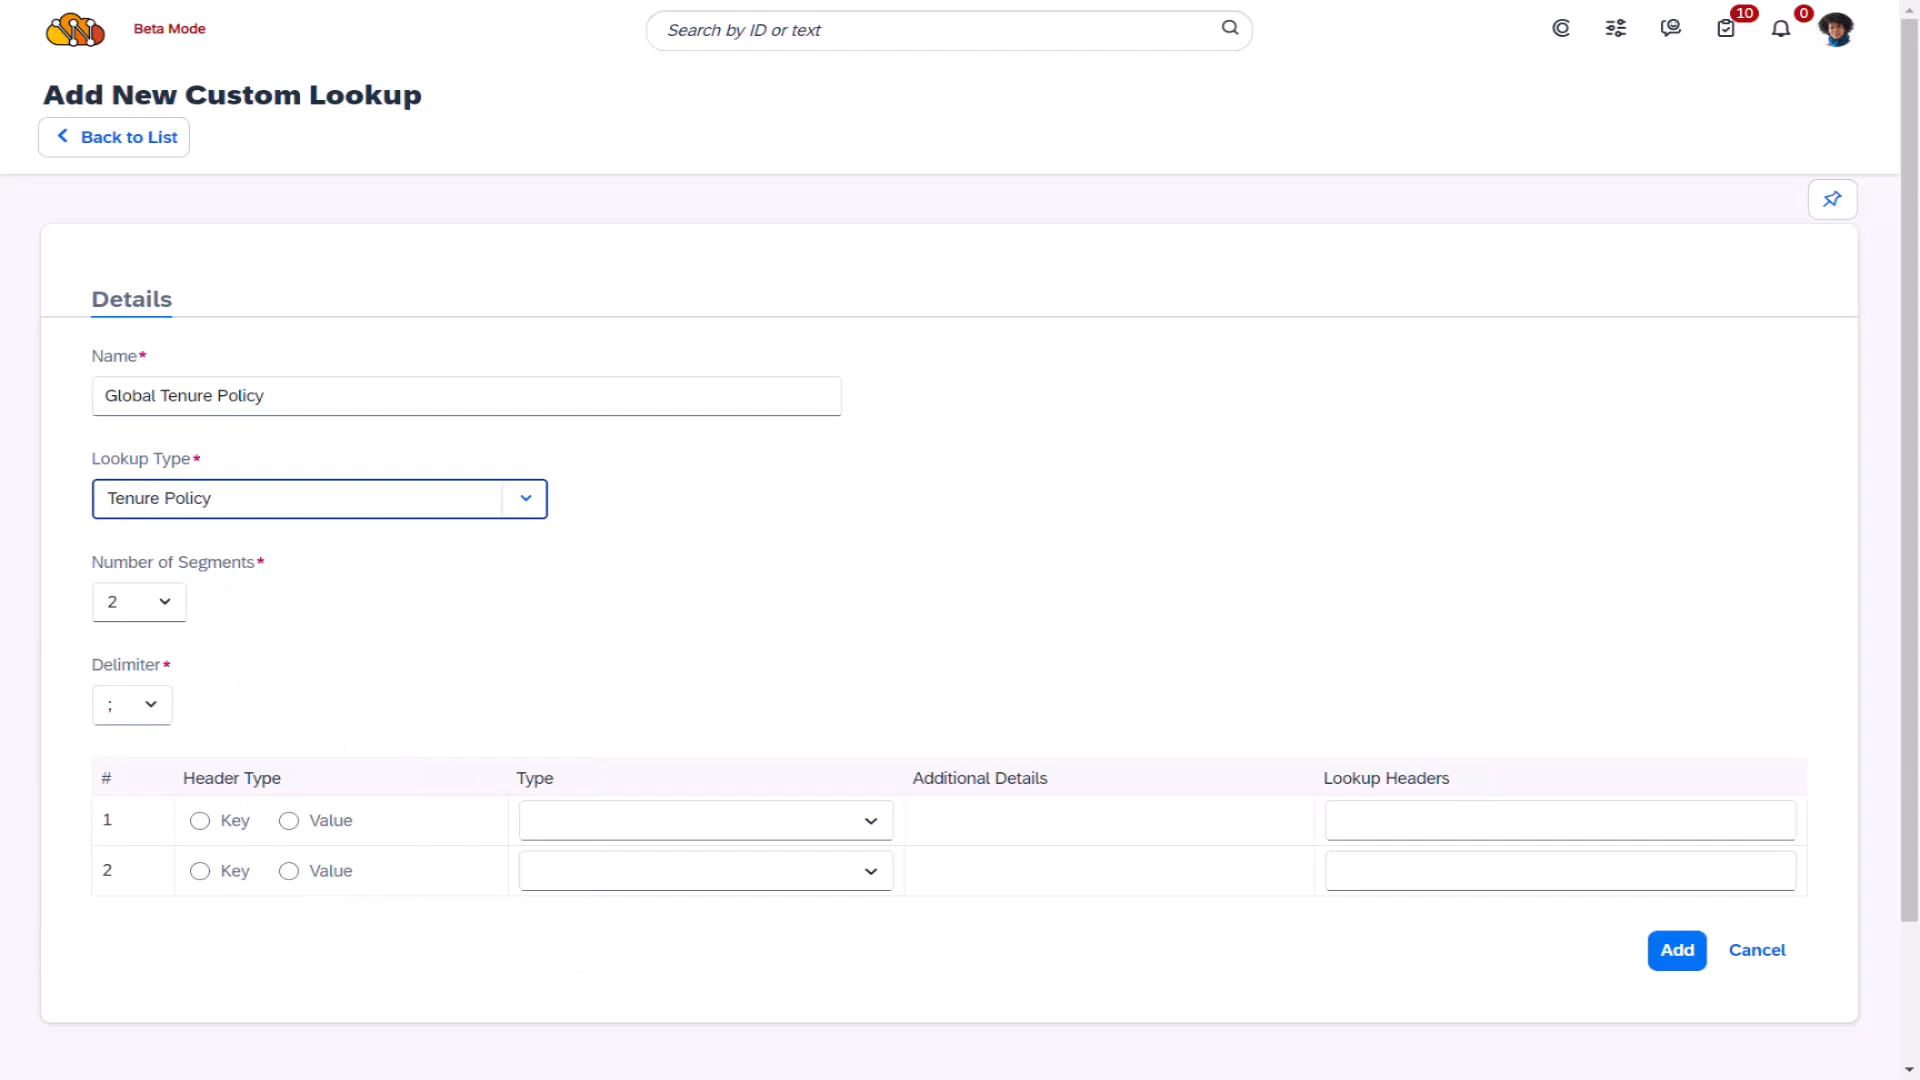 Beta Mode
Search by ID or text
10
0
Add New Custom Lookup
Back to List
Details
Name*
Global Tenure Policy
Lookup Type*
Tenure Policy
Number of Segments*
2
Delimiter*
;
# Header Type Type Additional Details Lookup Headers
1 Key Value
2 Key Value
Add Cancel